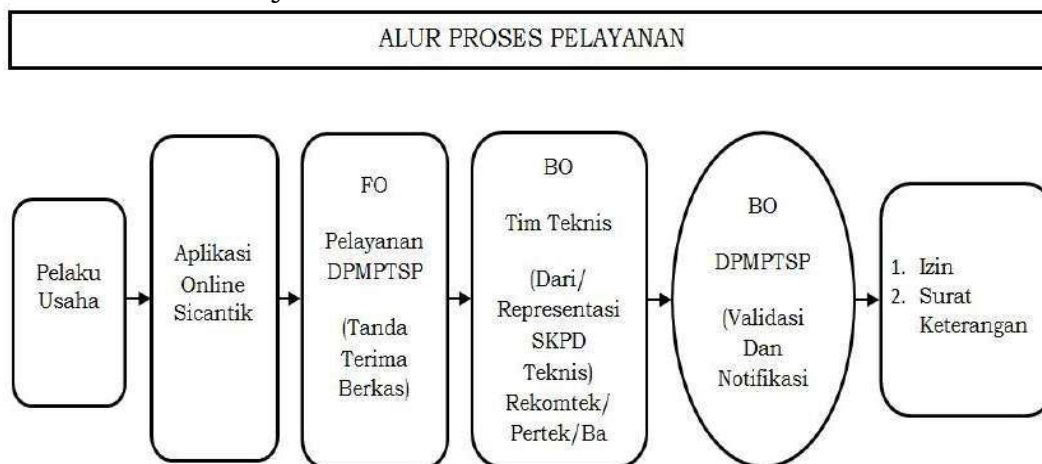 ALUR PROSES PELAYANAN
Pelaku
Usaha
Aplikasi
Online
Sicantik
FO
Pelayanan
DPMPTSP
(Tanda
Terima
Berkas)
BO
Tim Teknis
(Dari/
Representasi
SKPD
Teknis)
Rekomtek/
Pertek/Ba
BO
DPMPTSP
(Validasi
Dan
Notifikasi
1. Izin
2. Surat
Keterangan